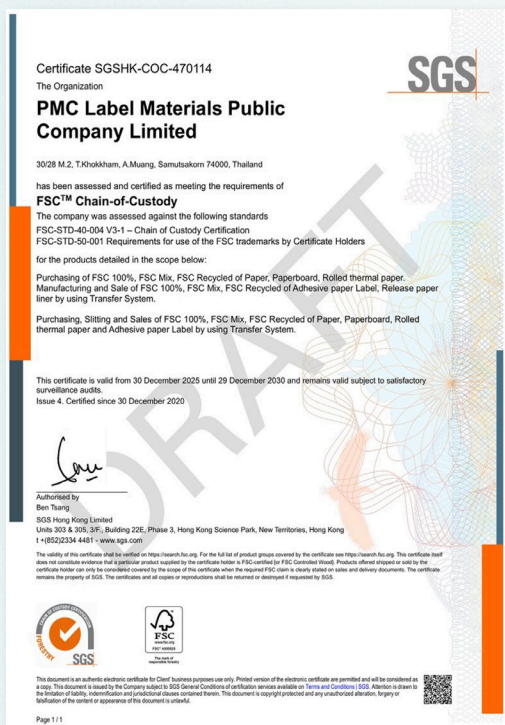 Certificate SGSHK-COC-470114
SGS
The Organization
PMC Label Materials Public
Company Limited
30/28 M.2, T.Khokkham, A.Muang, Samutsakorn 74000, Thailand
has been assessed and certified as meeting the requirements of
FSC™ Chain-of-Custody
The company was assessed against the following standards
FSC-STD-40-004 V3-1 – Chain of Custody Certification
FSC-STD-50-001 Requirements for use of the FSC trademarks by Certificate Holders
for the products detailed in the scope below:
Purchasing of FSC 100%, FSC Mix, FSC Recycled of Paper, Paperboard, Rolled thermal paper.
Manufacturing and Sale of FSC 100%, FSC Mix, FSC Recycled of Adhesive paper Label, Release paper
liner by using Transfer System.
Purchasing, Slitting and Sales of FSC 100%, FSC Mix, FSC Recycled of Paper, Paperboard, Rolled
thermal paper and Adhesive paper Label by using Transfer System.
DRAFT
This certificate is valid from 30 December 2025 until 29 December 2030 and remains valid subject to satisfactory
surveillance audits.
Issue 4. Certified since 30 December 2020
Authorised by
Ben Tsang
SGS Hong Kong Limited
Units 303 & 305, 3/F., Building 22E, Phase 3, Hong Kong Science Park, New Territories, Hong Kong
t +(852)2334 4481 - www.sgs.com
The validity of this certificate shall be verified on https://search.fsc.org. For the full list of product groups covered by the certificate see https://search.fsc.org. This certificate itself
does not constitute evidence that a particular product supplied by the certificate holder is FSC-certified [or FSC Controlled Wood]. Products offered shipped or sold by the
certificate holder can only be considered covered by the scope of this certificate when the required FSC claim is clearly stated on sales and delivery documents. The certificate
remains the property of SGS. The certificates and all copies or reproductions shall be returned or destroyed if requested by SGS.
CHAIN OF CUSTODY CERTIFICATION
FORESTRY
SGS
FSC
www.fsc.org
The mark of
responsible forestry
This document is an authentic electronic certificate for Client' business purposes use only. Printed version of the electronic certificate are permitted and will be considered as
a copy. This document is issued by the Company subject to SGS General Conditions of certification services available on Terms and Conditions | SGS. Attention is drawn to
the limitation of liability, indemnification and jurisdictional clauses contained therein. This document is copyright protected and any unauthorized alteration, forgery or
falsification of the content or appearance of this document is unlawful.
Page 1 / 1